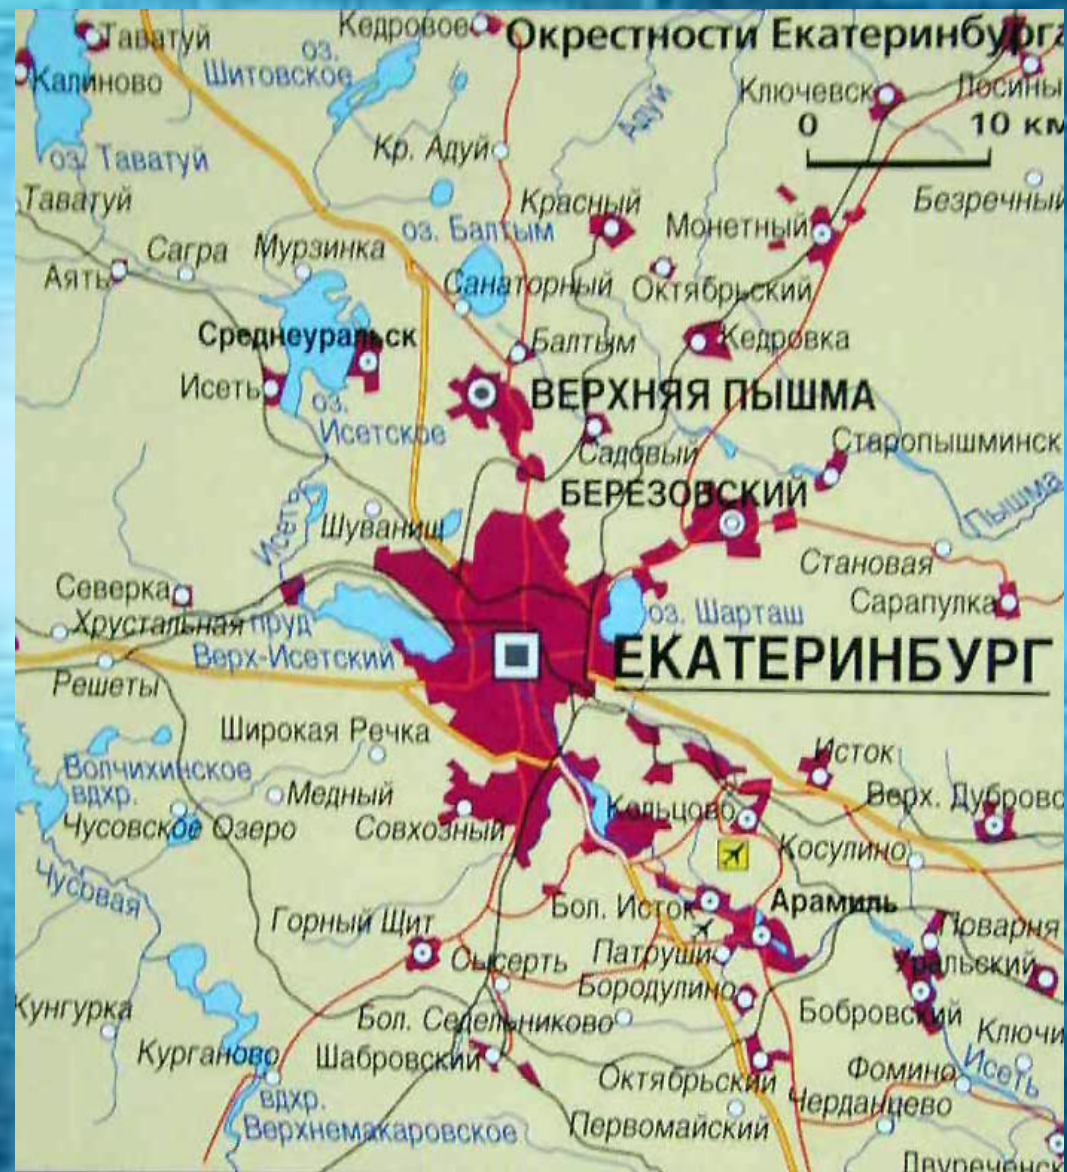 Таватуй
Кедровое
Окрестности Екатеринбурга
оз.
Шитовское
Калиново
Ключевск
Лосины
0 10 км
Адуй
Кр. Адуй
оз. Таватуй
Таватуй
Красный
Безречный
Монетный
оз. Балтым
Сагра
Мурзинка
Аять
Санаторный
Октябрьский
Среднеуральск
Балтым
Кедровка
Исеть
ВЕРХНЯЯ ПЫШМА
оз.
Исетское
Садовый
Старопышминск
БЕРЕЗОВСКИЙ
Пышма
Исеть
Шувакиш
Становая
Северка
Сарапулка
Хрустальная
пруд
Верх-Исетский
оз. Шарташ
ЕКАТЕРИНБУРГ
Решеты
Широкая Речка
Исток
Волчихинское
вдхр.
Медный
Верх. Дуброво
Чусовское Озеро
Совхозный
Кольцово
Косулино
Чусовая
Бол. Исток
Арамиль
Горный Щит
Поварня
Сысерть
Патруши
Уральский
Кунгурка
Бородулино
Бол. Седельниково
Бобровский
Ключи
Курганово
Шабровский
Октябрьский
Фомино
Исеть
вдхр.
Верхнемакаровское
Первомайский
Черданцево
Двуреченск